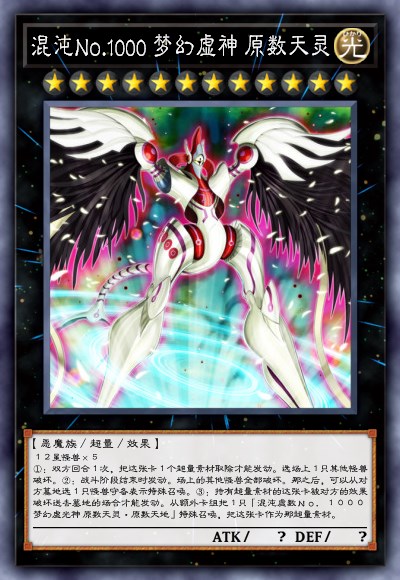 混沌No.1000 梦幻虚神 原数天灵
光
ひかり
【恶魔族／超量／效果】
１２星怪兽×５
①：双方回合１次，把这张卡１个超量素材取除才能发动。选场上１只其他怪兽
破坏。②：战斗阶段结束时发动。场上的其他怪兽全部破坏。那之后，可以从对
方墓地选１只怪兽守备表示特殊召唤。③：持有超量素材的这张卡被对方的效果
破坏送去墓地的场合才能发动。从额外卡组把１只「混沌虚数No.１０００
梦幻虚光神 原数天灵・原数天地」特殊召唤，把这张卡作为那超量素材。
ATK／ ？ DEF／ ？